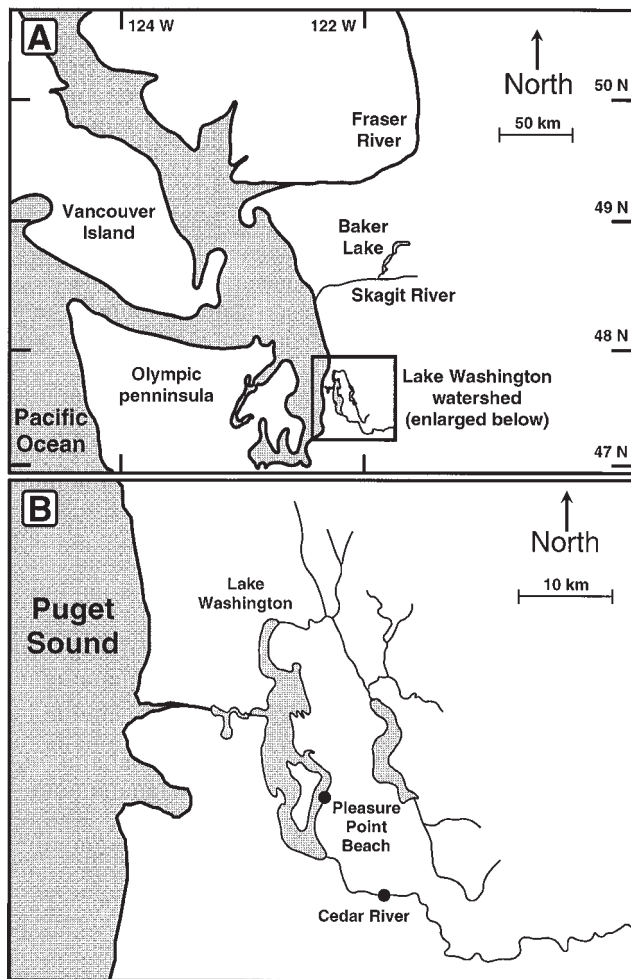 A
124 W
122 W
North
50 N
50 km
Fraser
River
Vancouver
Island
49 N
Baker
Lake
Skagit River
48 N
Olympic
penninsula
Lake Washington
watershed
(enlarged below)
Pacific
Ocean
47 N
B
North
Lake
Washington
10 km
Puget
Sound
Pleasure
Point
Beach
Cedar River